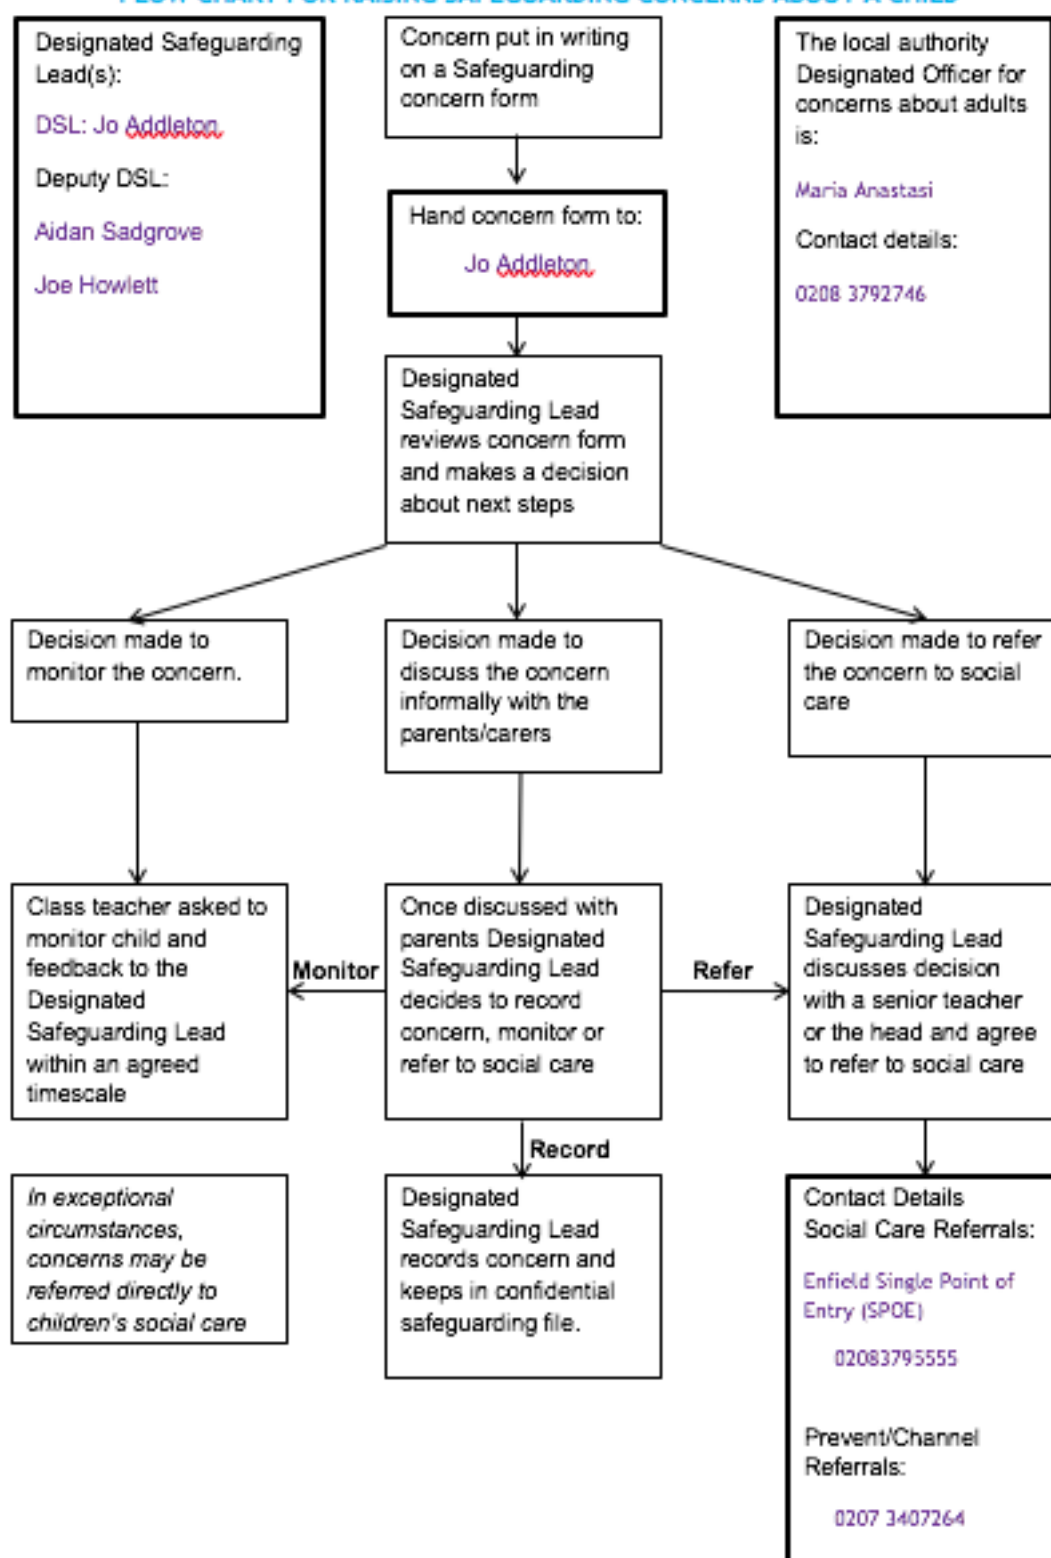 FLOW CHART FOR RAISING SAFEGUARDING CONCERNS ABOUT A CHILD
Designated Safeguarding
Lead(s):
DSL: Jo Addleton
Deputy DSL:
Aidan Sadgrove
Joe Howlett
Concern put in writing
on a Safeguarding
concern form
The local authority
Designated Officer for
concerns about adults
is:
Maria Anastasi
Contact details:
0208 3792746
Hand concern form to:
Jo Addleton
Designated
Safeguarding Lead
reviews concern form
and makes a decision
about next steps
Decision made to
monitor the concern.
Decision made to
discuss the concern
informally with the
parents/carers
Decision made to refer
the concern to social
care
Class teacher asked to
monitor child and
feedback to the
Designated
Safeguarding Lead
within an agreed
timescale
Monitor
Once discussed with
parents Designated
Safeguarding Lead
decides to record
concern, monitor or
refer to social care
Refer
Designated
Safeguarding Lead
discusses decision
with a senior teacher
or the head and agree
to refer to social care
Record
In exceptional
circumstances,
concerns may be
referred directly to
children's social care
Designated
Safeguarding Lead
records concern and
keeps in confidential
safeguarding file.
Contact Details
Social Care Referrals:
Enfield Single Point of
Entry (SPOE)
02083795555
Prevent/Channel
Referrals:
0207 3407264